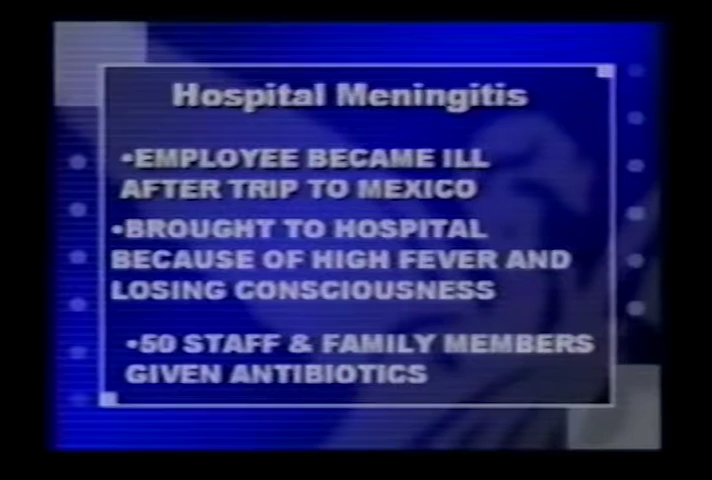 Hospital Meningitis
•EMPLOYEE BECAME ILL
AFTER TRIP TO MEXICO
•BROUGHT TO HOSPITAL
BECAUSE OF HIGH FEVER AND
LOSING CONSCIOUSNESS
•50 STAFF & FAMILY MEMBERS
GIVEN ANTIBIOTICS